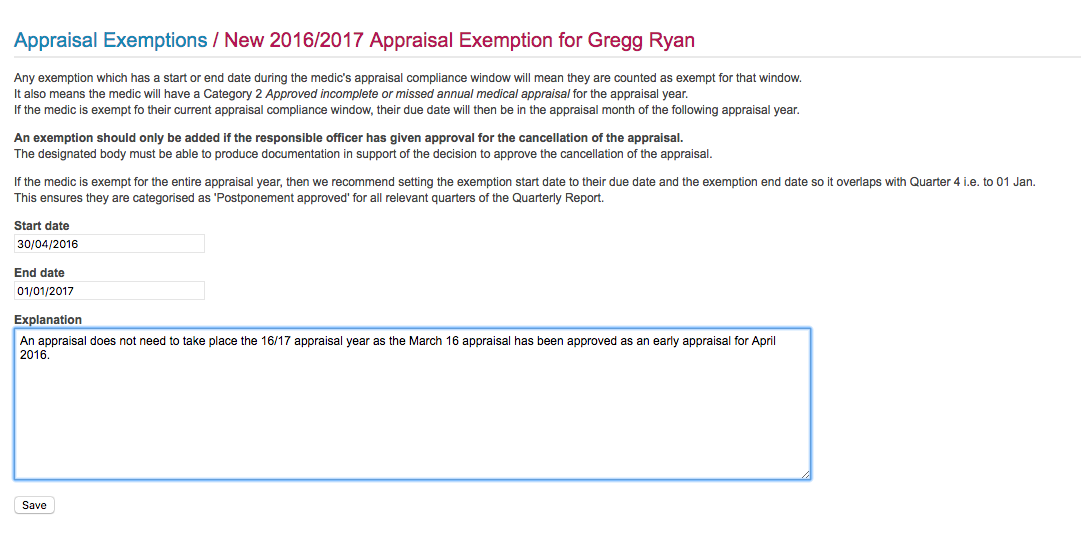 Appraisal Exemptions / New 2016/2017 Appraisal Exemption for Gregg Ryan
Any exemption which has a start or end date during the medic's appraisal compliance window will mean they are counted as exempt for that window.
It also means the medic will have a Category 2 Approved incomplete or missed annual medical appraisal for the appraisal year.
If the medic is exempt fo their current appraisal compliance window, their due date will then be in the appraisal month of the following appraisal year.
An exemption should only be added if the responsible officer has given approval for the cancellation of the appraisal.
The designated body must be able to produce documentation in support of the decision to approve the cancellation of the appraisal.
If the medic is exempt for the entire appraisal year, then we recommend setting the exemption start date to their due date and the exemption end date so it overlaps with Quarter 4 i.e. to 01 Jan.
This ensures they are categorised as 'Postponement approved' for all relevant quarters of the Quarterly Report.
Start date
30/04/2016
End date
01/01/2017
Explanation
An appraisal does not need to take place the 16/17 appraisal year as the March 16 appraisal has been approved as an early appraisal for April
2016.
Save